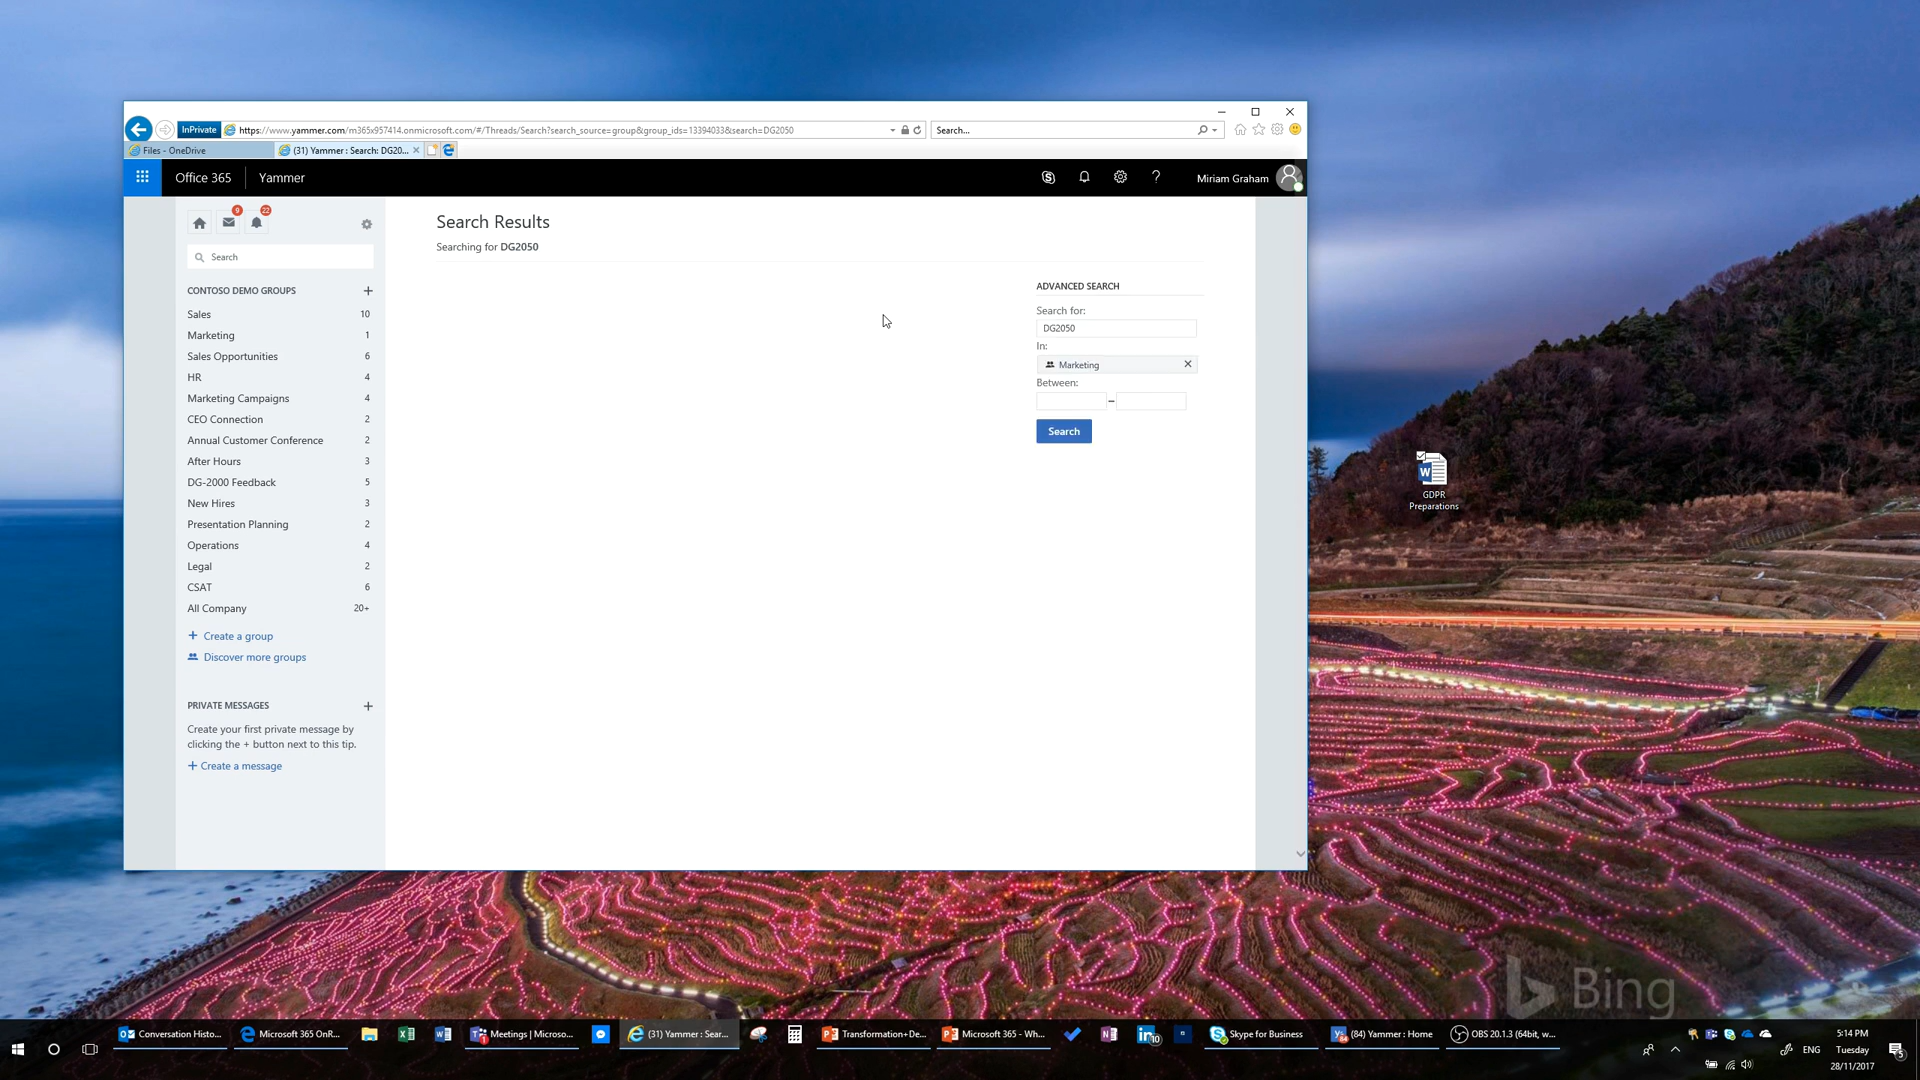 InPrivate
https://www.yammer.com/m365x957414.onmicrosoft.com/#/Threads/Search?search_source=group&group_ids=13394033&search=DG2050
Search...
Files - OneDrive
(31) Yammer : Search: DG20...
Office 365
Yammer
Miriam Graham
9
22
Search
CONTOSO DEMO GROUPS
Sales 10
Marketing 1
Sales Opportunities 6
HR 4
Marketing Campaigns 4
CEO Connection 2
Annual Customer Conference 2
After Hours 3
DG-2000 Feedback 5
New Hires 3
Presentation Planning 2
Operations 4
Legal 2
CSAT 6
All Company 20+
+ Create a group
Discover more groups
PRIVATE MESSAGES
Create your first private message by
clicking the + button next to this tip.
+ Create a message
Search Results
Searching for DG2050
ADVANCED SEARCH
Search for:
DG2050
In:
Marketing
Between:
–
Search
GDPR
Preparations
Bing
Conversation Histo...
Microsoft 365 OnR...
Meetings | Microso...
(31) Yammer : Sear...
Transformation+De...
Microsoft 365 - Wh...
10
Skype for Business
(84) Yammer : Home
OBS 20.1.3 (64bit, w...
ENG
5:14 PM
Tuesday
28/11/2017
5